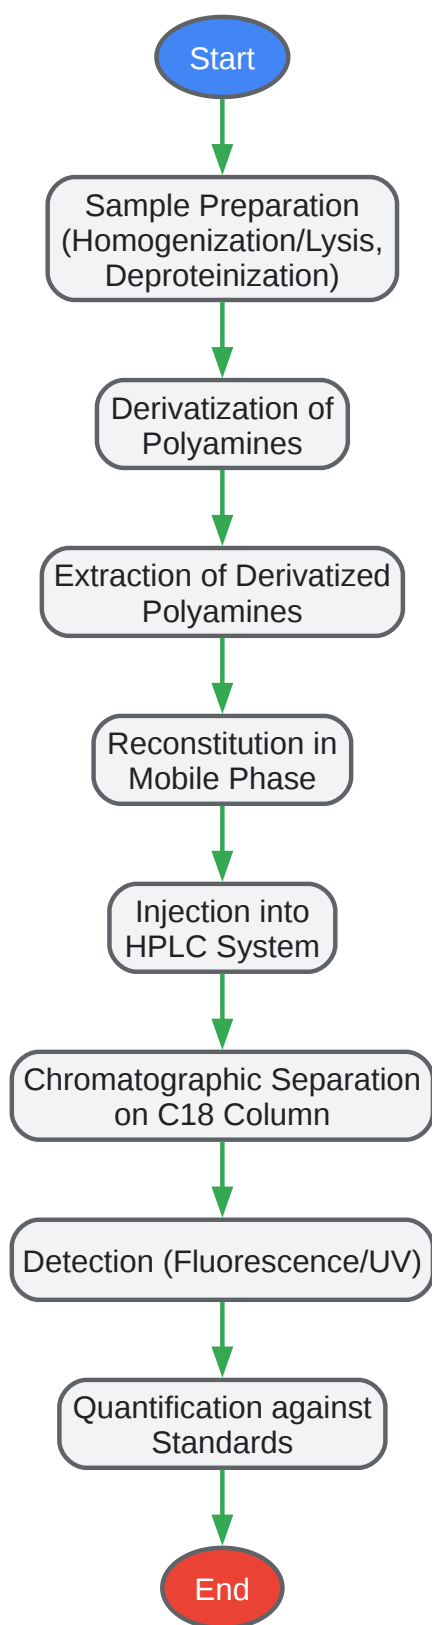 Start
Sample Preparation
(Homogenization/Lysis,
Deproteinization)
Derivatization of
Polyamines
Extraction of Derivatized
Polyamines
Reconstitution in
Mobile Phase
Injection into
HPLC System
Chromatographic Separation
on C18 Column
Detection (Fluorescence/UV)
Quantification against
Standards
End